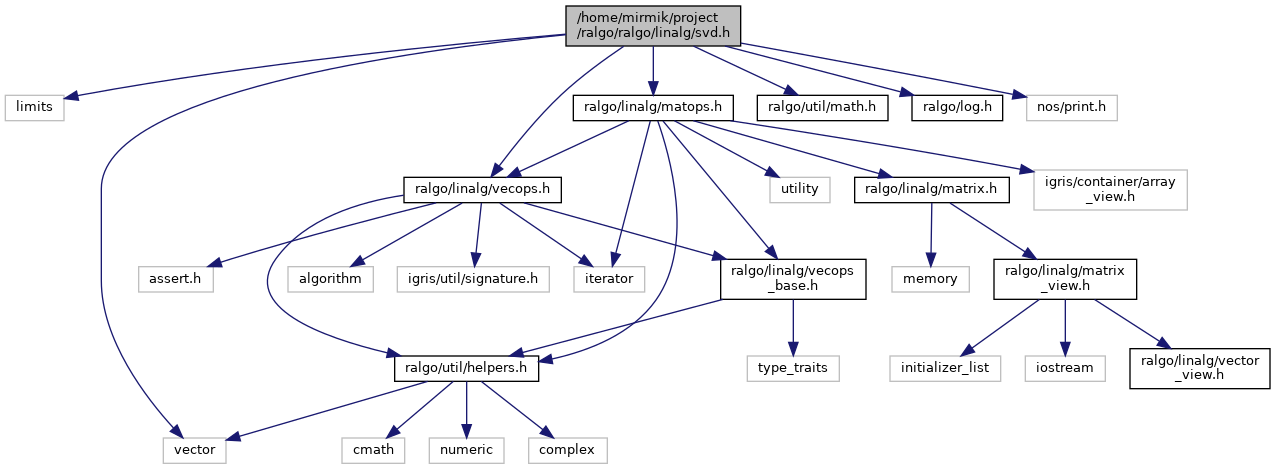 /home/mirmik/project
/ralgo/ralgo/linalg/svd.h
limits
ralgo/linalg/matops.h
ralgo/util/math.h
ralgo/log.h
nos/print.h
ralgo/linalg/vecops.h
utility
ralgo/linalg/matrix.h
igris/container/array
_view.h
assert.h
algorithm
igris/util/signature.h
iterator
ralgo/linalg/vecops
_base.h
memory
ralgo/linalg/matrix
_view.h
ralgo/util/helpers.h
type_traits
initializer_list
iostream
ralgo/linalg/vector
_view.h
vector
cmath
numeric
complex